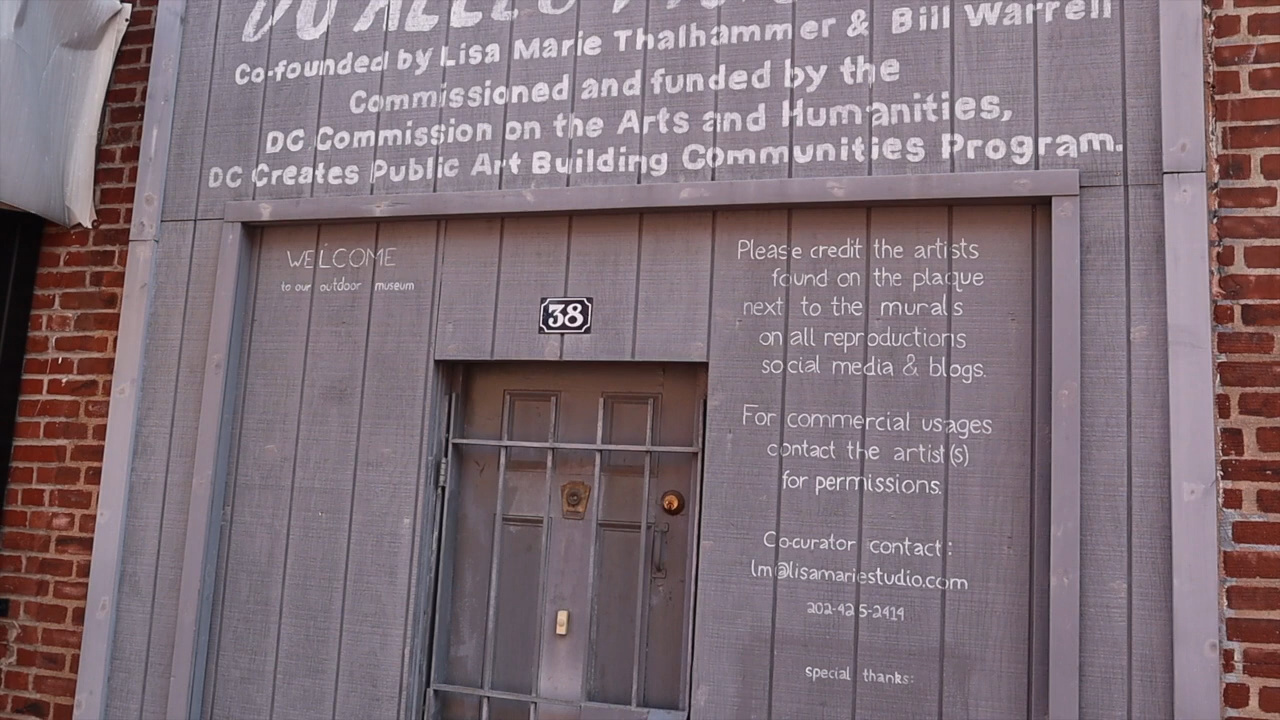 Co-founded by Lisa Marie Thalhammer & Bill Warrell
Commissioned and funded by the
DC Commission on the Arts and Humanities,
DC Creates Public Art Building Communities Program.
WELCOME
to our outdoor museum
38
Please credit the artists
found on the plaque
next to the murals
on all reproductions
social media & blogs.
For commercial usages
contact the artist(s)
for permissions.
Co-curator contact:
lm@lisamariestudio.com
202-425-2414
special thanks: